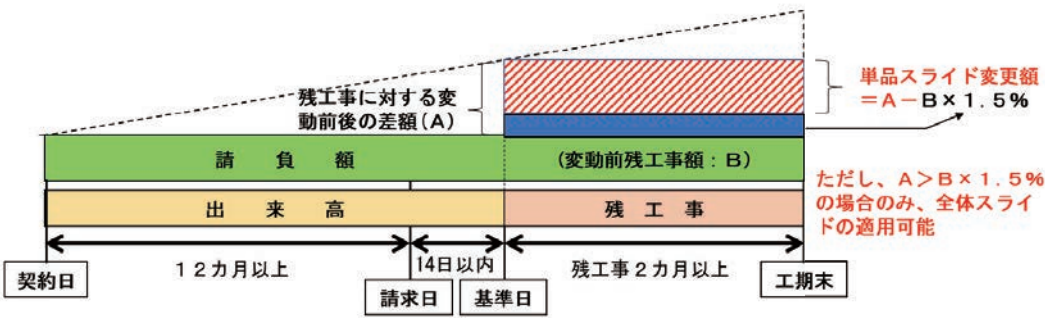 残工事に対する変
動前後の差額(A)
単品スライド変更額
=A-B×1.5%
請 負 額
(変動前残工事額:B)
ただし、A>B×1.5%
の場合のみ、全体スライ
ドの適用可能
出 来 高
残 工 事
12カ月以上
14日以内
残工事2カ月以上
契約日
請求日
基準日
工期末